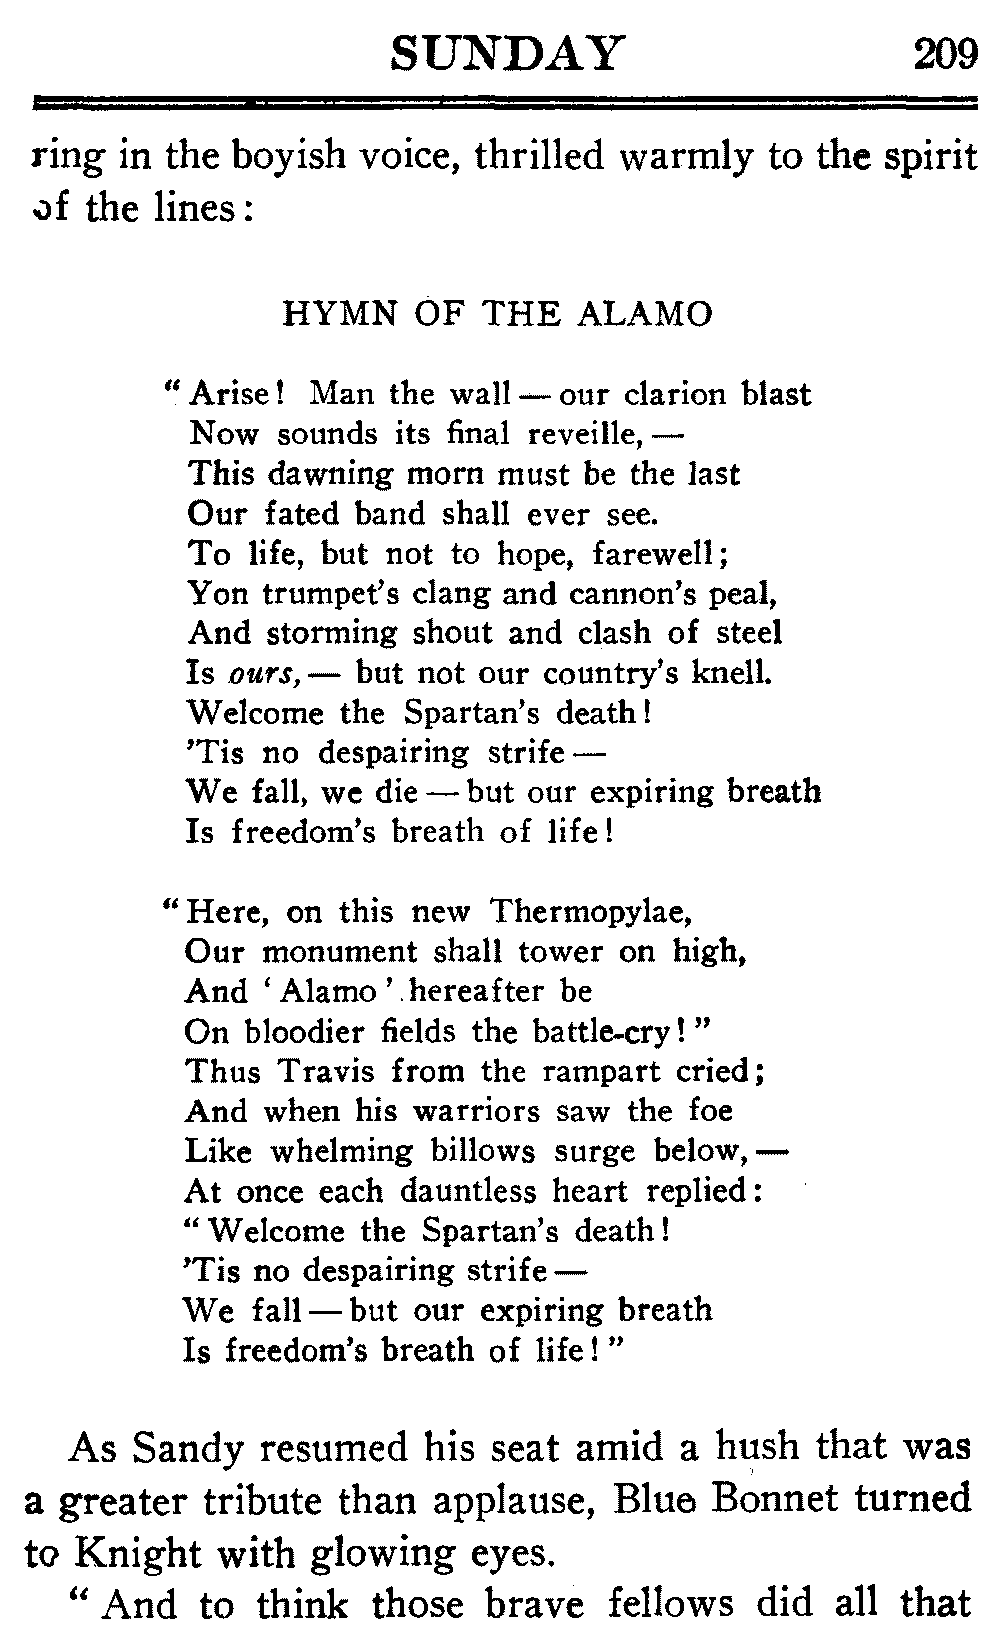 SUNDAY 209
ring in the boyish voice, thrilled warmly to the spirit
of the lines:
HYMN OF THE ALAMO
" Arise! Man the wall — our clarion blast
Now sounds its final reveille, —
This dawning morn must be the last
Our fated band shall ever see.
To life, but not to hope, farewell;
Yon trumpet's clang and cannon's peal,
And storming shout and clash of steel
Is ours, — but not our country's knell.
Welcome the Spartan's death!
'Tis no despairing strife —
We fall, we die — but our expiring breath
Is freedom's breath of life!
" Here, on this new Thermopylae,
Our monument shall tower on high,
And ' Alamo ' hereafter be
On bloodier fields the battle-cry! "
Thus Travis from the rampart cried;
And when his warriors saw the foe
Like whelming billows surge below, —
At once each dauntless heart replied:
" Welcome the Spartan's death!
'Tis no despairing strife —
We fall — but our expiring breath
Is freedom's breath of life! "
As Sandy resumed his seat amid a hush that was
a greater tribute than applause, Blue Bonnet turned
to Knight with glowing eyes.
" And to think those brave fellows did all that